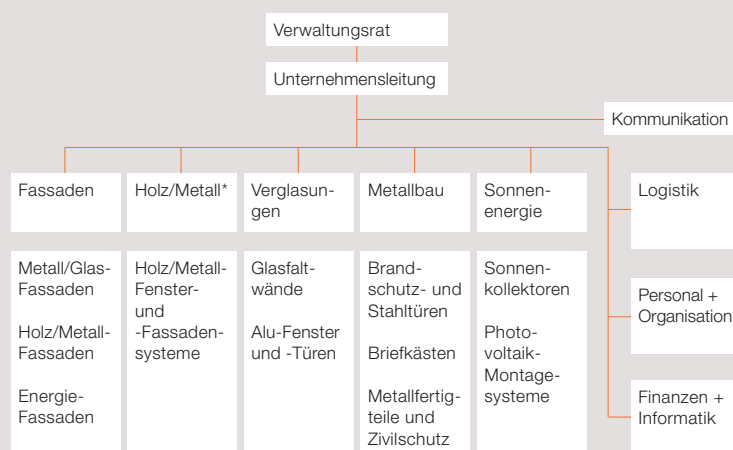 Verwaltungsrat
Unternehmensleitung
Kommunikation
Fassaden
Holz/Metall*
Verglasun-
gen
Metallbau
Sonnen-
energie
Logistik
Metall/Glas-
Fassaden
Holz/Metall-
Fassaden
Energie-
Fassaden
Holz/Metall-
Fenster-
und
-Fassaden-
systeme
Glasfalt-
wände
Alu-Fenster
und -Türen
Brand-
schutz- und
Stahltüren
Briefkästen
Metallfertig-
teile und
Zivilschutz
Sonnen-
kollektoren
Photo-
voltaik-
Montage-
systeme
Personal +
Organisation
Finanzen +
Informatik